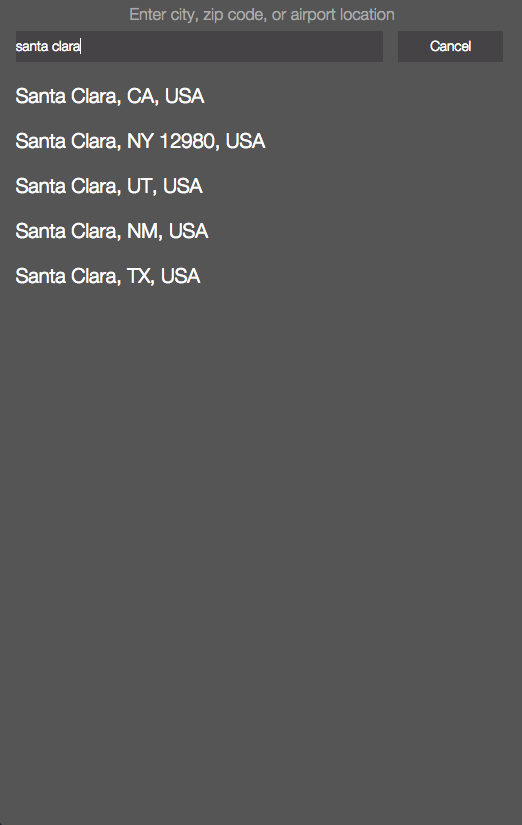 Enter city, zip code, or airport location
santa clara
Cancel
Santa Clara, CA, USA
Santa Clara, NY 12980, USA
Santa Clara, UT, USA
Santa Clara, NM, USA
Santa Clara, TX, USA